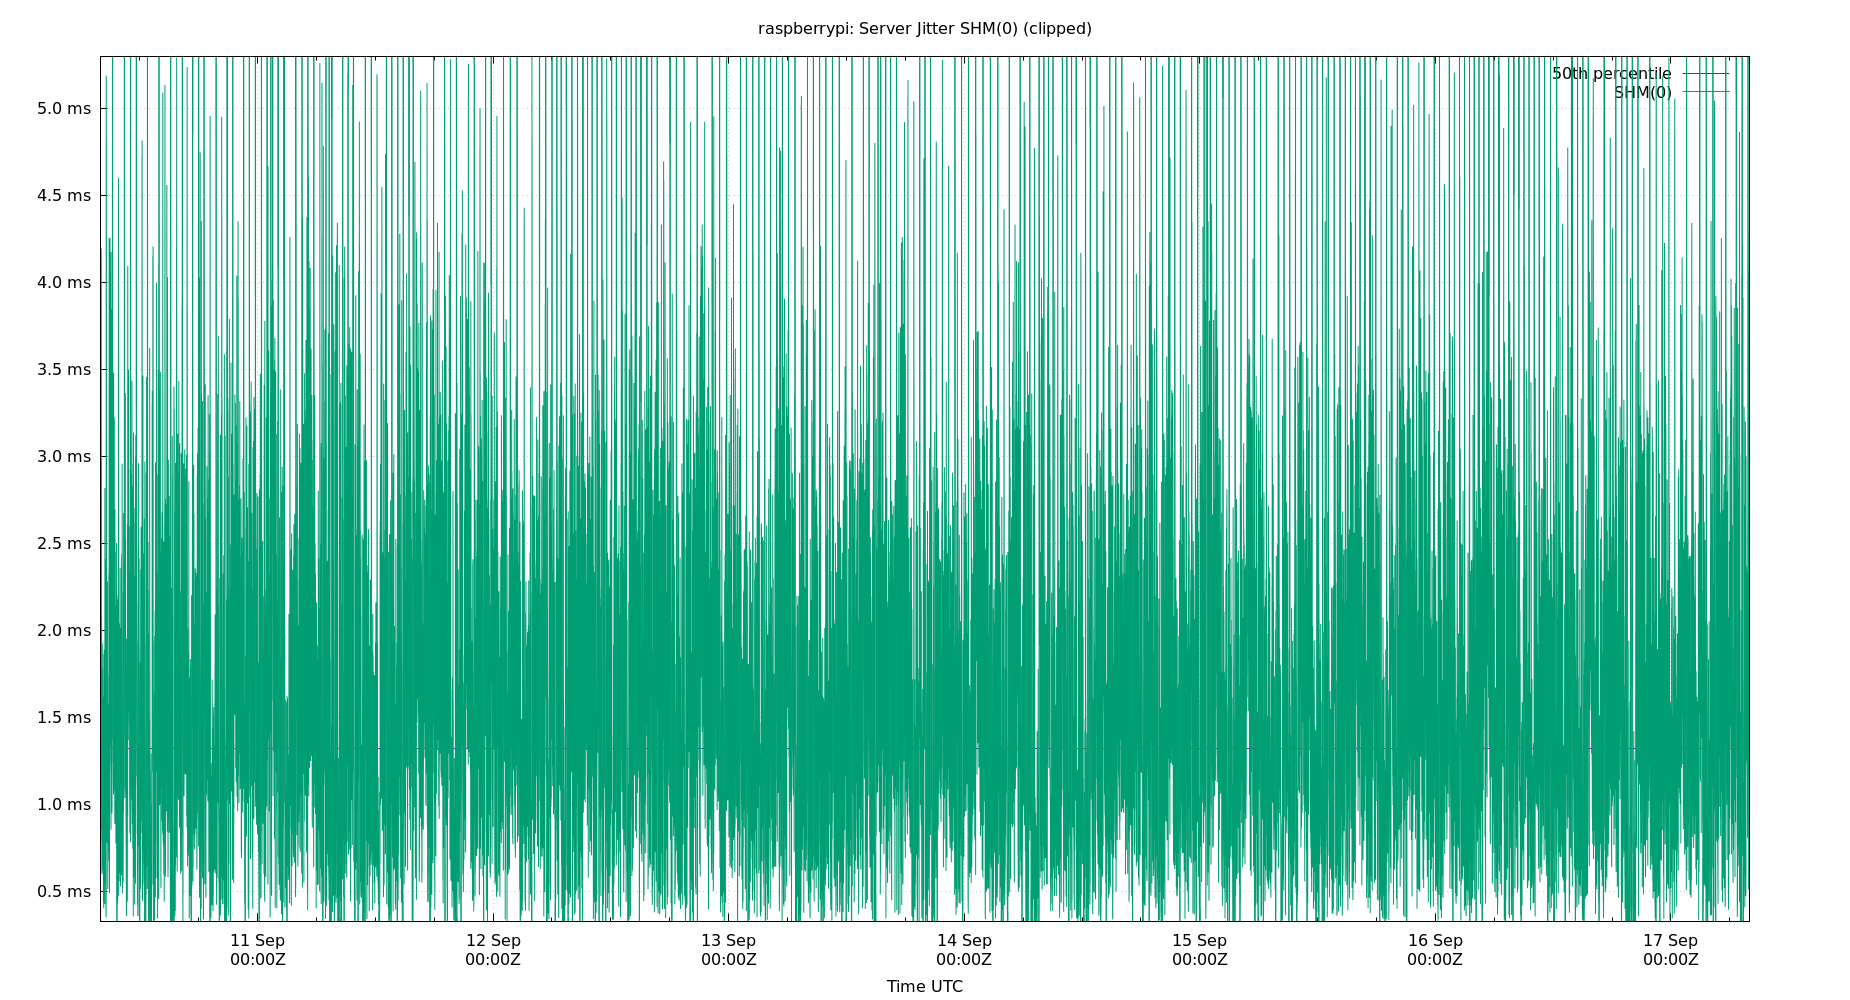 raspberrypi: Server Jitter SHM(0) (clipped)
50th percentile
SHM(0)
5.0 ms
4.5 ms
4.0 ms
3.5 ms
3.0 ms
2.5 ms
2.0 ms
1.5 ms
1.0 ms
0.5 ms
11 Sep 12 Sep 13 Sep 14 Sep 15 Sep 16 Sep 17 Sep
00:00Z 00:00Z 00:00Z 00:00Z 00:00Z 00:00Z 00:00Z
Time UTC